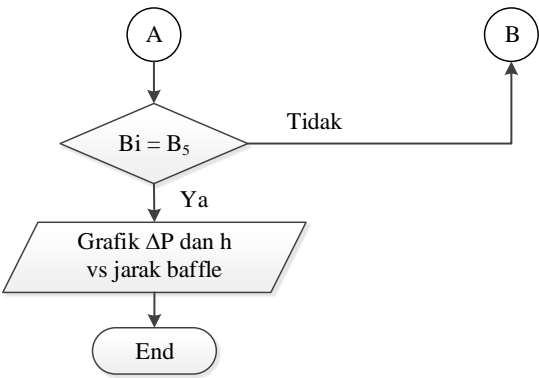 A
B
Tidak
Bi = B₅
Ya
Grafik ΔP dan h
vs jarak baffle
End